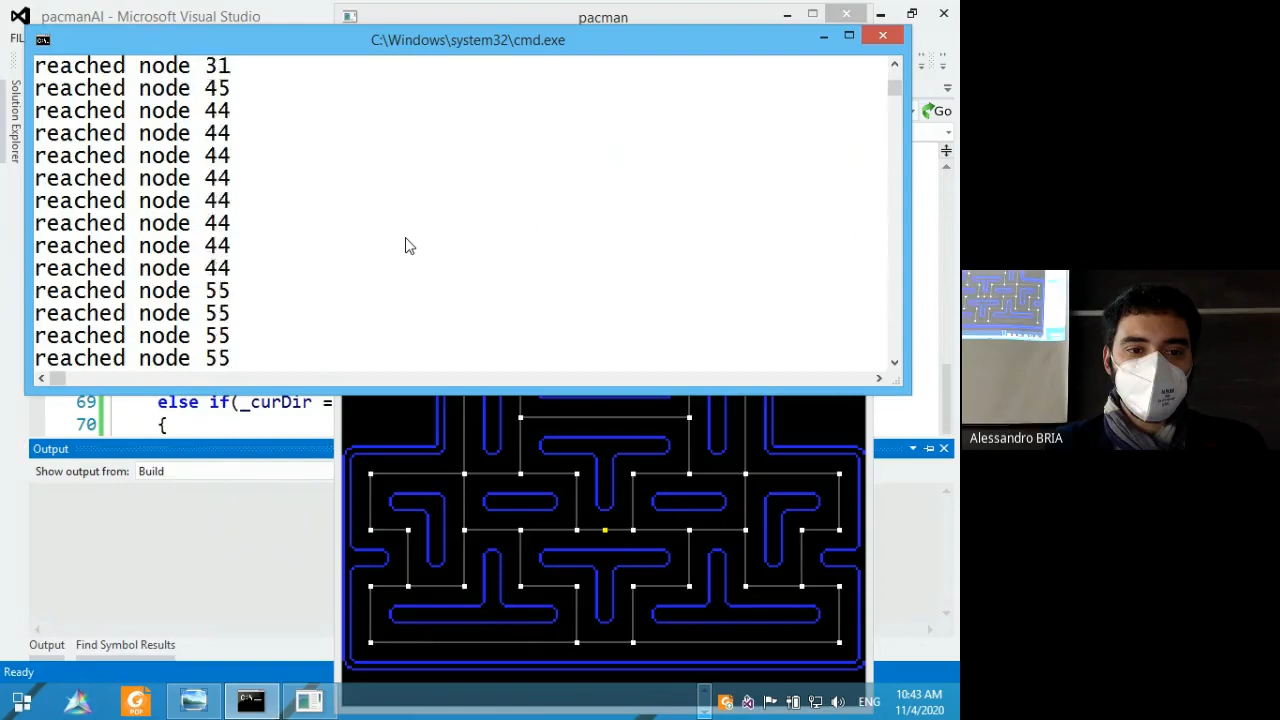 pacmanAI - Microsoft Visual Studio
pacman
C:\Windows\system32\cmd.exe
reached node 31
reached node 45
reached node 44
reached node 44
reached node 44
reached node 44
reached node 44
reached node 44
reached node 44
reached node 44
reached node 55
reached node 55
reached node 55
reached node 55
Solution Explorer
Go
69 else if(_curDir =
70 {
Output
Show output from: Build
Output Find Symbol Results
Ready
PDF
ENG
10:43 AM
11/4/2020
Alessandro BRIA